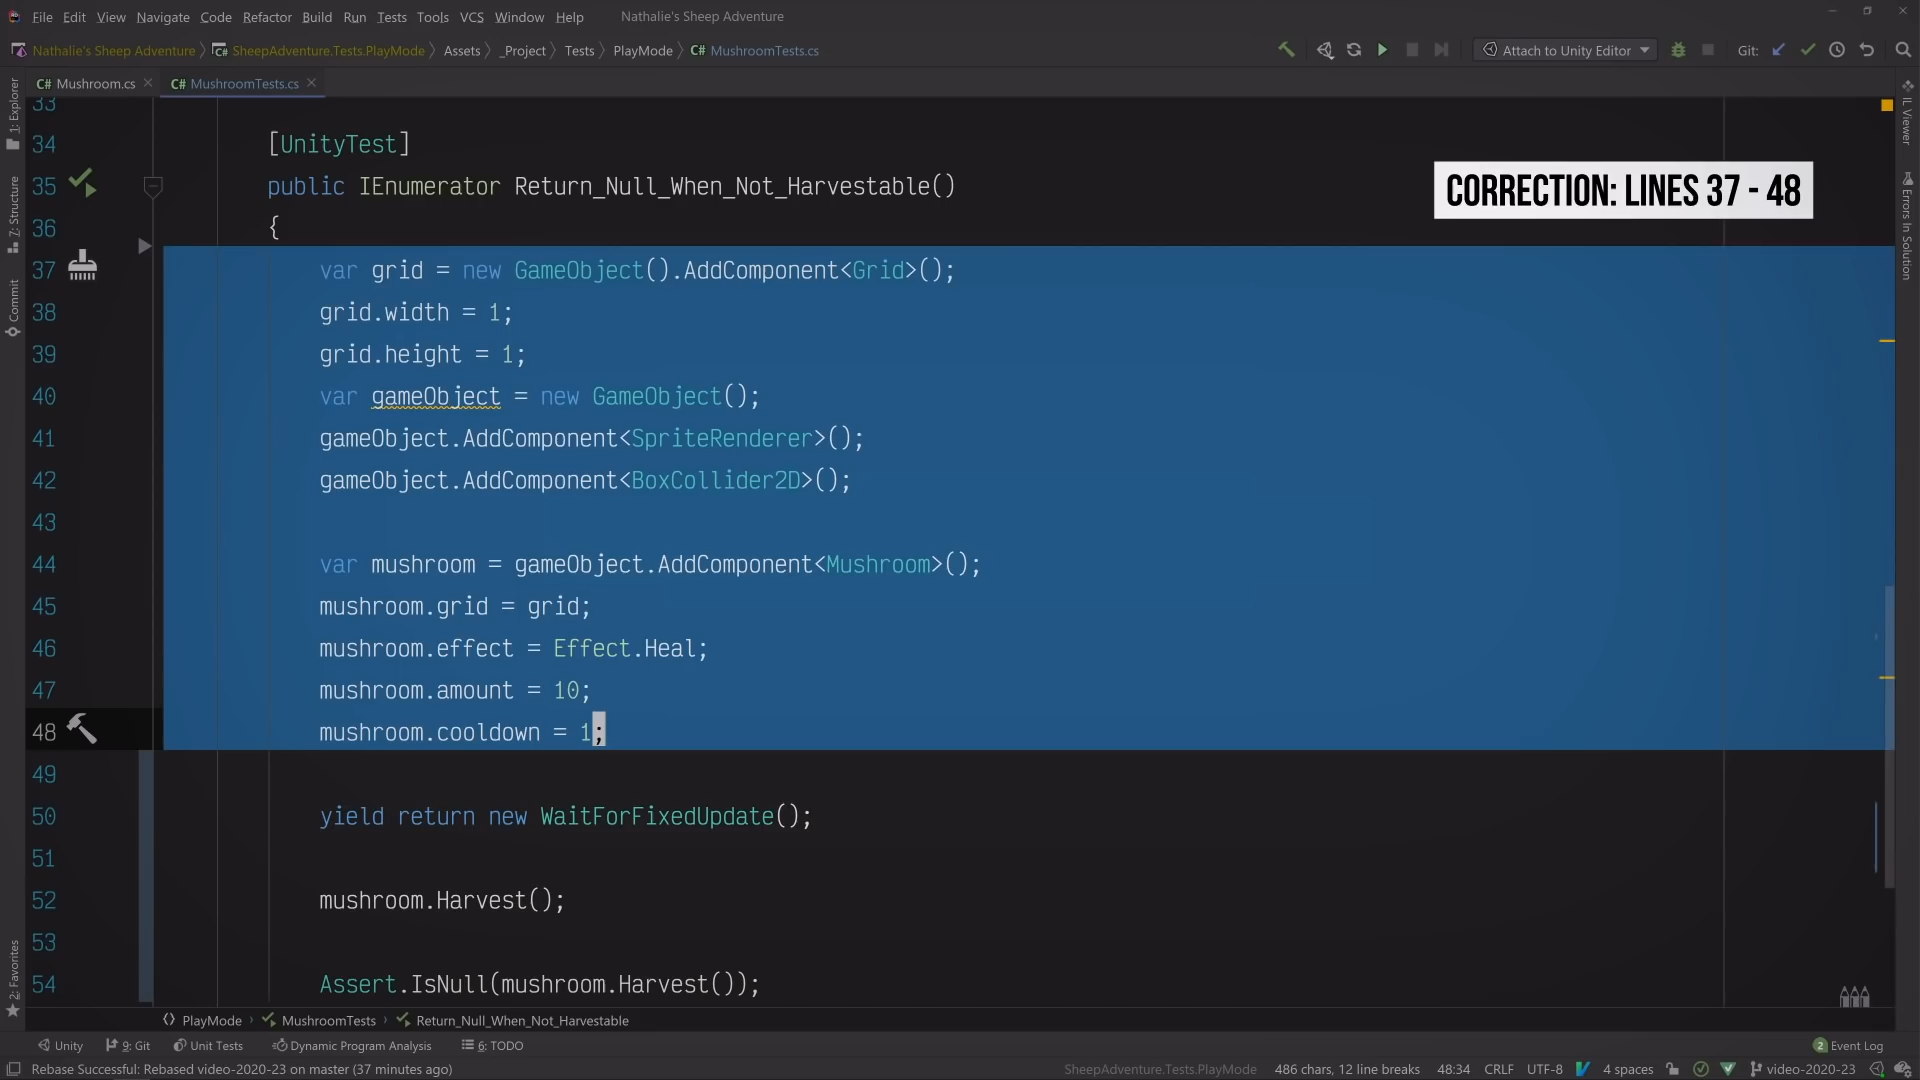 File Edit View Navigate Code Refactor Build Run Tests Tools VCS Window Help Nathalie's Sheep Adventure
Nathalie's Sheep Adventure SheepAdventure.Tests.PlayMode Assets _Project Tests PlayMode C# MushroomTests.cs Attach to Unity Editor Git:
C# Mushroom.cs C# MushroomTests.cs
1: Explorer
7: Structure
Commit
2: Favorites
IL Viewer
Errors In Solution
33
34 [UnityTest]
35 public IEnumerator Return_Null_When_Not_Harvestable()
CORRECTION: LINES 37 - 48
36 {
37 var grid = new GameObject().AddComponent<Grid>();
38 grid.width = 1;
39 grid.height = 1;
40 var gameObject = new GameObject();
41 gameObject.AddComponent<SpriteRenderer>();
42 gameObject.AddComponent<BoxCollider2D>();
43
44 var mushroom = gameObject.AddComponent<Mushroom>();
45 mushroom.grid = grid;
46 mushroom.effect = Effect.Heal;
47 mushroom.amount = 10;
48 mushroom.cooldown = 1;
49
50 yield return new WaitForFixedUpdate();
51
52 mushroom.Harvest();
53
54 Assert.IsNull(mushroom.Harvest());
PlayMode MushroomTests Return_Null_When_Not_Harvestable
Unity 9: Git Unit Tests Dynamic Program Analysis 6: TODO 2 Event Log
Rebase Successful: Rebased video-2020-23 on master (37 minutes ago) SheepAdventure.Tests.PlayMode 486 chars, 12 line breaks 48:34 CRLF UTF-8 4 spaces video-2020-23